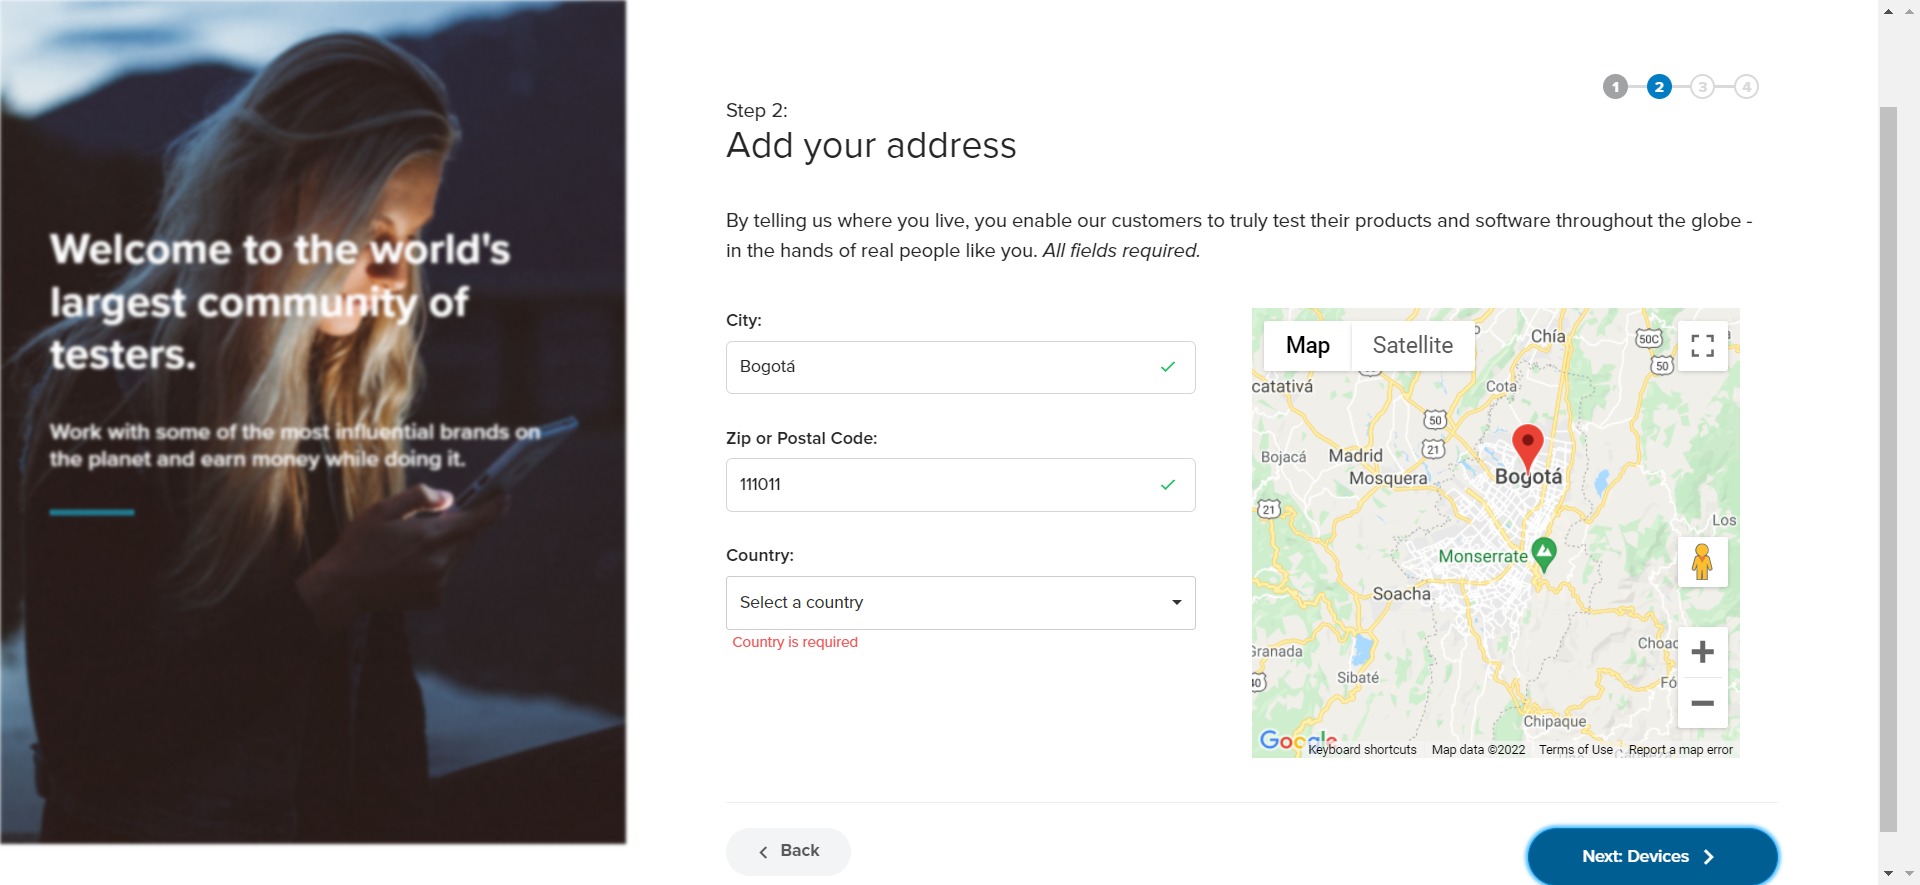 Welcome to the world's
largest community of
testers.
Work with some of the most influential brands on
the planet and earn money while doing it.
1 2 3 4
Step 2:
Add your address
By telling us where you live, you enable our customers to truly test their products and software throughout the globe -
in the hands of real people like you. All fields required.
City:
Bogotá
Zip or Postal Code:
111011
Country:
Select a country
Country is required
Map
Satellite
Chía
50C
50
catativá
Cota
50
21
Bojacá
Madrid
Mosquera
Bogotá
21
Los
Monserrate
Soacha
Choac
Granada
40
Sibaté
Fó
Chipaque
Google
Keyboard shortcuts
Map data ©2022
Terms of Use
Report a map error
Back
Next: Devices